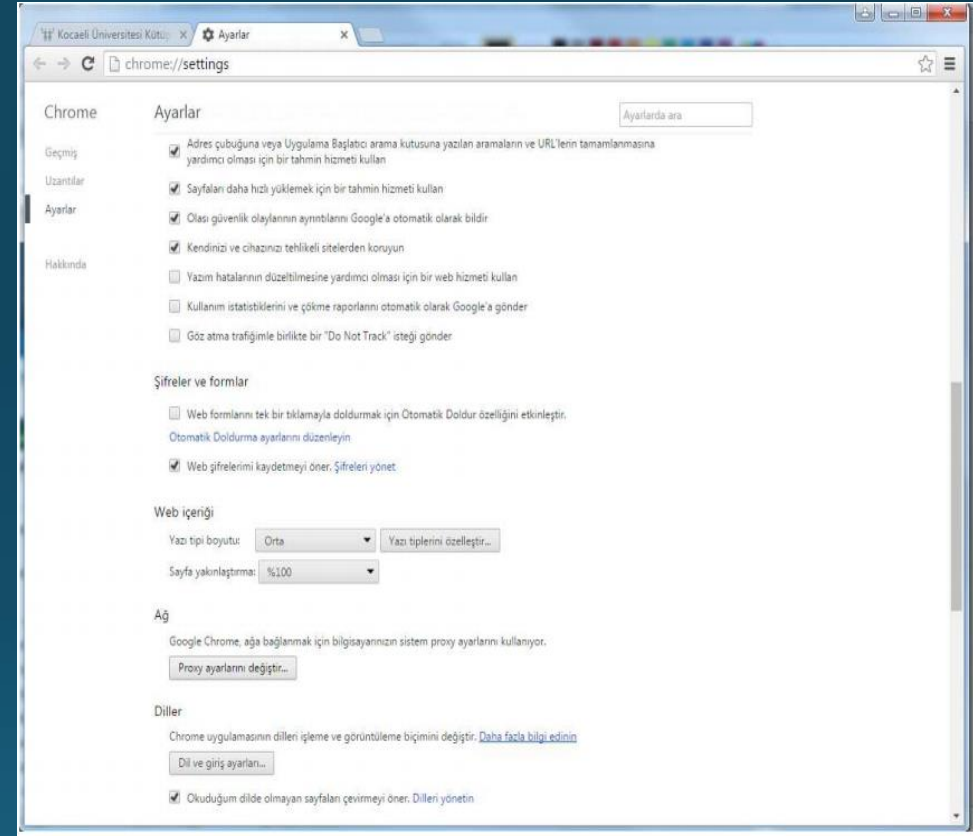 Kocaeli Üniversitesi Kütüp
Ayarlar
chrome://settings
Chrome
Ayarlar
Ayarlarda ara
Geçmiş
Uzantılar
Ayarlar
Hakkında
Adres çubuğuna veya Uygulama Başlatıcı arama kutusuna yazılan aramaların ve URL'lerin tamamlanmasına
yardımcı olması için bir tahmin hizmeti kullan
Sayfaları daha hızlı yüklemek için bir tahmin hizmeti kullan
Olası güvenlik olaylarının ayrıntılarını Google'a otomatik olarak bildir
Kendinizi ve cihazınızı tehlikeli sitelerden koruyun
Yazım hatalarının düzeltilmesine yardımcı olması için bir web hizmeti kullan
Kullanım istatistiklerini ve çökme raporlarını otomatik olarak Google'a gönder
Göz atma trafiğimle birlikte bir "Do Not Track" isteği gönder
Şifreler ve formlar
Web formlarını tek bir tıklamayla doldurmak için Otomatik Doldur özelliğini etkinleştir.
Otomatik Doldurma ayarlarını düzenleyin
Web şifrelerimi kaydetmeyi öner. Şifreleri yönet
Web içeriği
Yazı tipi boyutu: Orta Yazı tiplerini özelleştir...
Sayfa yakınlaştırma: %100
Ağ
Google Chrome, ağa bağlanmak için bilgisayarınızın sistem proxy ayarlarını kullanıyor.
Proxy ayarlarını değiştir...
Diller
Chrome uygulamasının dilleri işleme ve görüntüleme biçimini değiştir. Daha fazla bilgi edinin
Dil ve giriş ayarları...
Okuduğum dilde olmayan sayfaları çevirmeyi öner. Dilleri yönetin